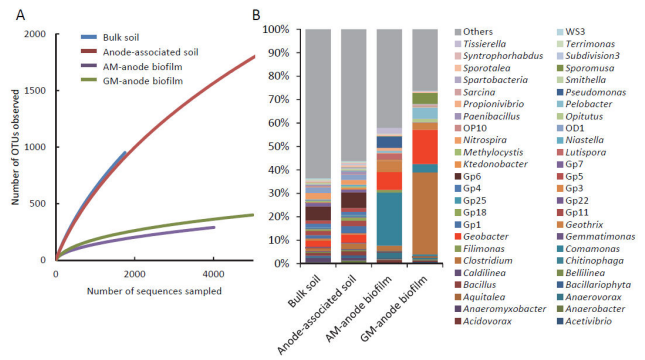 A
2000
1500
1000
500
0
Number of OTUs observed
0
2000
4000
Number of sequences sampled
Bulk soil
Anode-associated soil
AM-anode biofilm
GM-anode biofilm
B
100%
90%
80%
70%
60%
50%
40%
30%
20%
10%
0%
Bulk soil
Anode-associated soil
AM-anode biofilm
GM-anode biofilm
Others
Tissierella
Syntrophorhabdus
Sporotalea
Spartobacteria
Sarcina
Propionivibrio
Paenibacillus
OP10
Nitrospira
Methylocystis
Ktedonobacter
Gp6
Gp4
Gp25
Gp18
Gp1
Geobacter
Filimonas
Clostridium
Caldilinea
Bacillus
Aquitalea
Anaeromyxobacter
Acidovorax
WS3
Terrimonas
Subdivision3
Sporomusa
Smithella
Pseudomonas
Pelobacter
Opitutus
OD1
Niastella
Lutispora
Gp7
Gp5
Gp3
Gp22
Gp11
Geothrix
Gemmatimonas
Comamonas
Chitinophaga
Bellilinea
Bacillariophyta
Anaerovorax
Anaerobacter
Acetivibrio